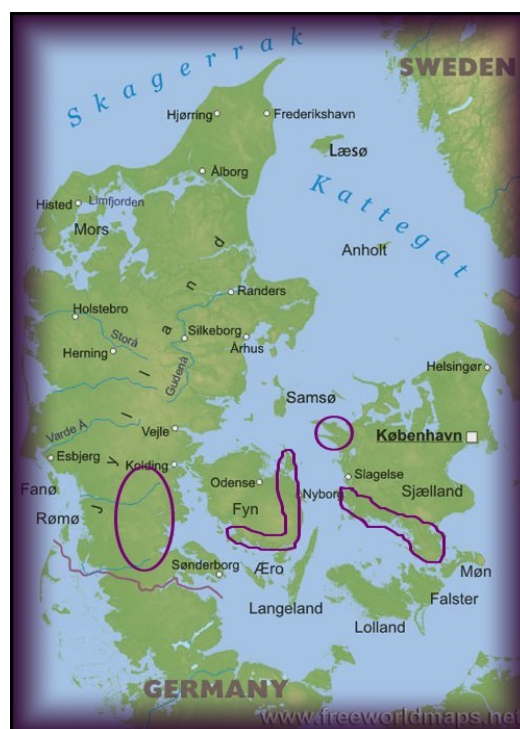 Skagerrak
SWEDEN
Hjørring
Frederikshavn
Læsø
Ålborg
Kattegat
Histed
Limfjorden
Mors
Anholt
Jylland
Randers
Holstebro
Storå
Silkeborg
Herning
Århus
Gudenå
Helsingør
Samsø
Varde Å
Vejle
København
Esbjerg
Kolding
Slagelse
Odense
Fanø
Nyborg
Sjælland
Fyn
Rømø
Sønderborg
Æro
Møn
Langeland
Falster
Lolland
GERMANY
www.freeworldmaps.net